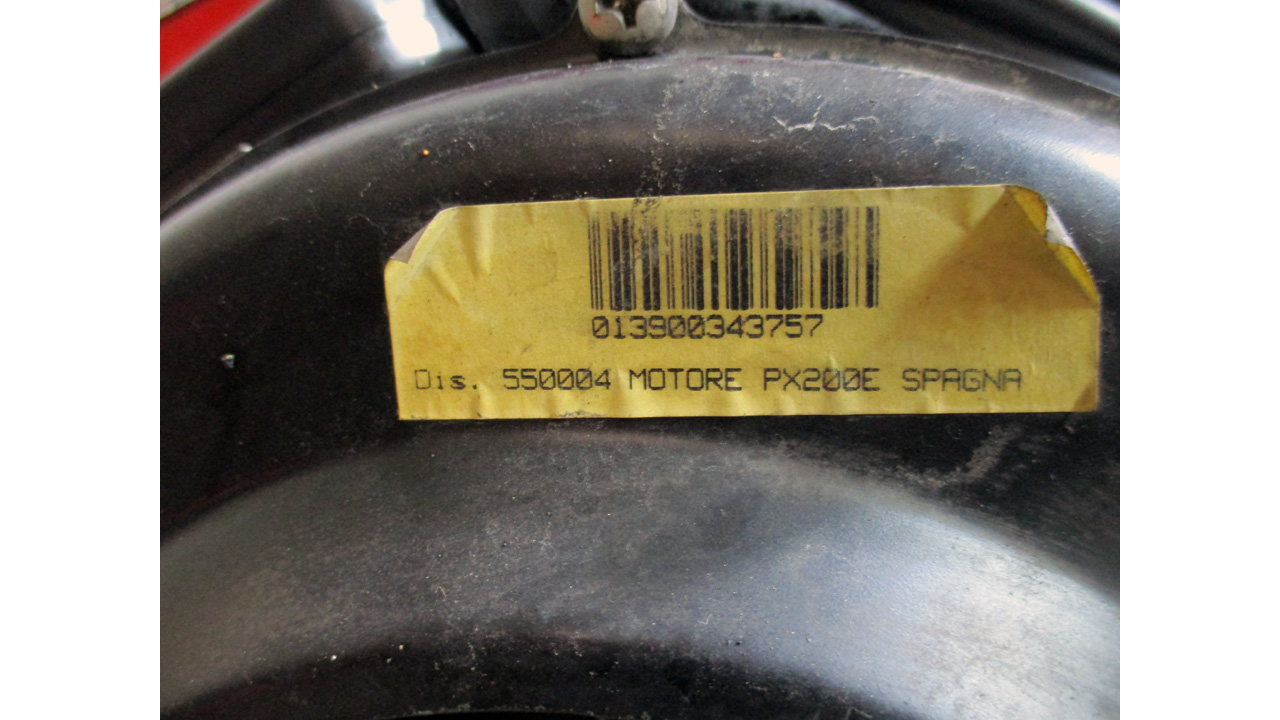 013900343757
Dis. 550004 MOTORE PX200E SPAGNA